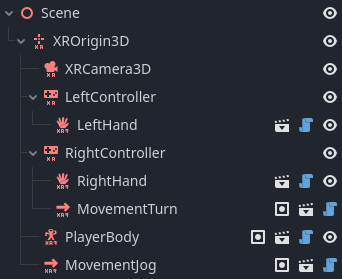 Scene
XROrigin3D
XRCamera3D
LeftController
LeftHand
RightController
RightHand
MovementTurn
PlayerBody
MovementJog